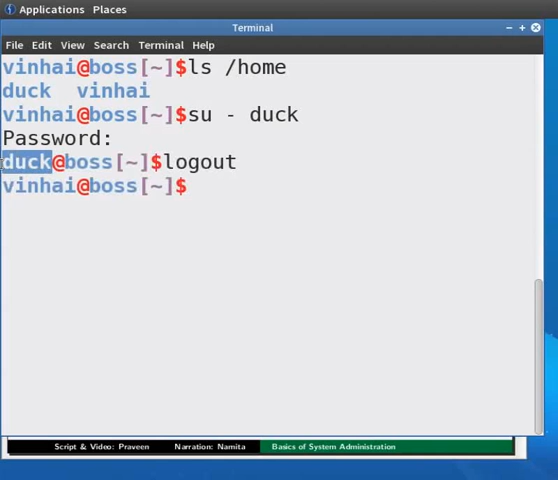 Applications Places
Terminal
File Edit View Search Terminal Help
vinhai@boss[~]$ls /home
duck vinhai
vinhai@boss[~]$su - duck
Password:
duck@boss[~]$logout
vinhai@boss[~]$
Script & Video: Praveen Narration: Namita Basics of System Administration